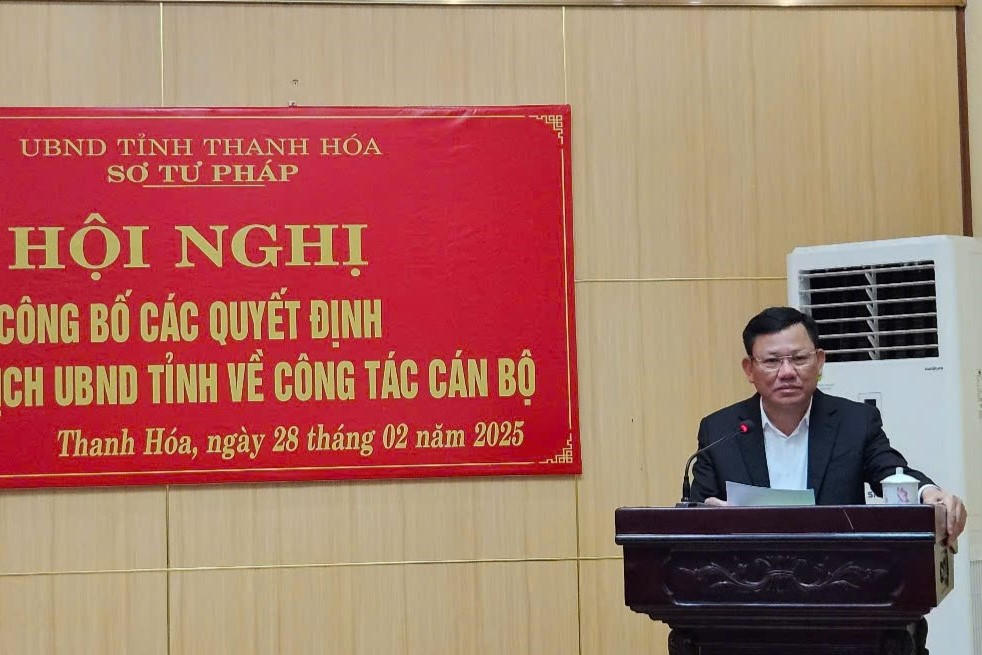 UBND TỈNH THANH HÓA
SỞ TƯ PHÁP
HỘI NGHỊ
CÔNG BỐ CÁC QUYẾT ĐỊNH
ỊCH UBND TỈNH VỀ CÔNG TÁC CÁN BỘ
Thanh Hóa, ngày 28 tháng 02 năm 2025